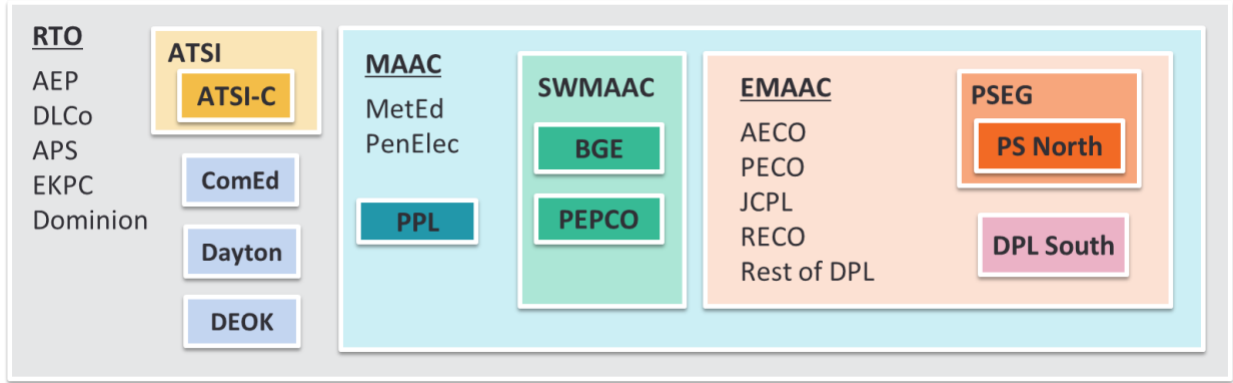 RTO
AEP
DLCo
APS
EKPC
Dominion
ATSI
ATSI-C
ComEd
Dayton
DEOK
MAAC
MetEd
PenElec
PPL
SWMAAC
BGE
PEPCO
EMAAC
AECO
PECO
JCPL
RECO
Rest of DPL
PSEG
PS North
DPL South